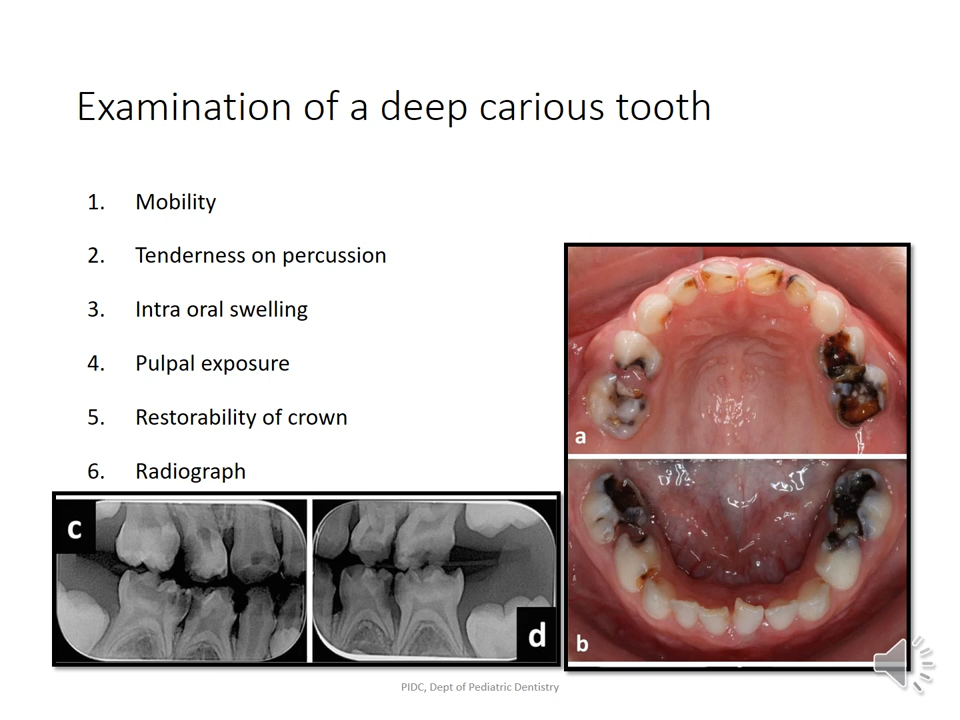 Examination of a deep carious tooth
1. Mobility
2. Tenderness on percussion
3. Intra oral swelling
4. Pulpal exposure
5. Restorability of crown
6. Radiograph
a
b
c
d
PIDC, Dept of Pediatric Dentistry